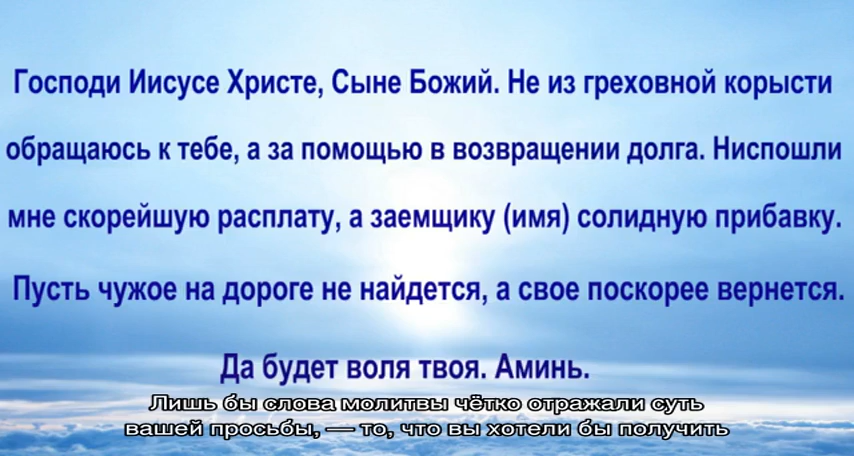 Господи Иисусе Христе, Сыне Божий. Не из греховной корысти
обращаюсь к тебе, а за помощью в возвращении долга. Ниспошли
мне скорейшую расплату, а заемщику (имя) солидную прибавку.
Пусть чужое на дороге не найдется, а свое поскорее вернется.
Да будет воля твоя. Аминь.
Лишь бы слова молитвы чётко отражали суть
вашей просьбы, — то, что вы хотели бы получить